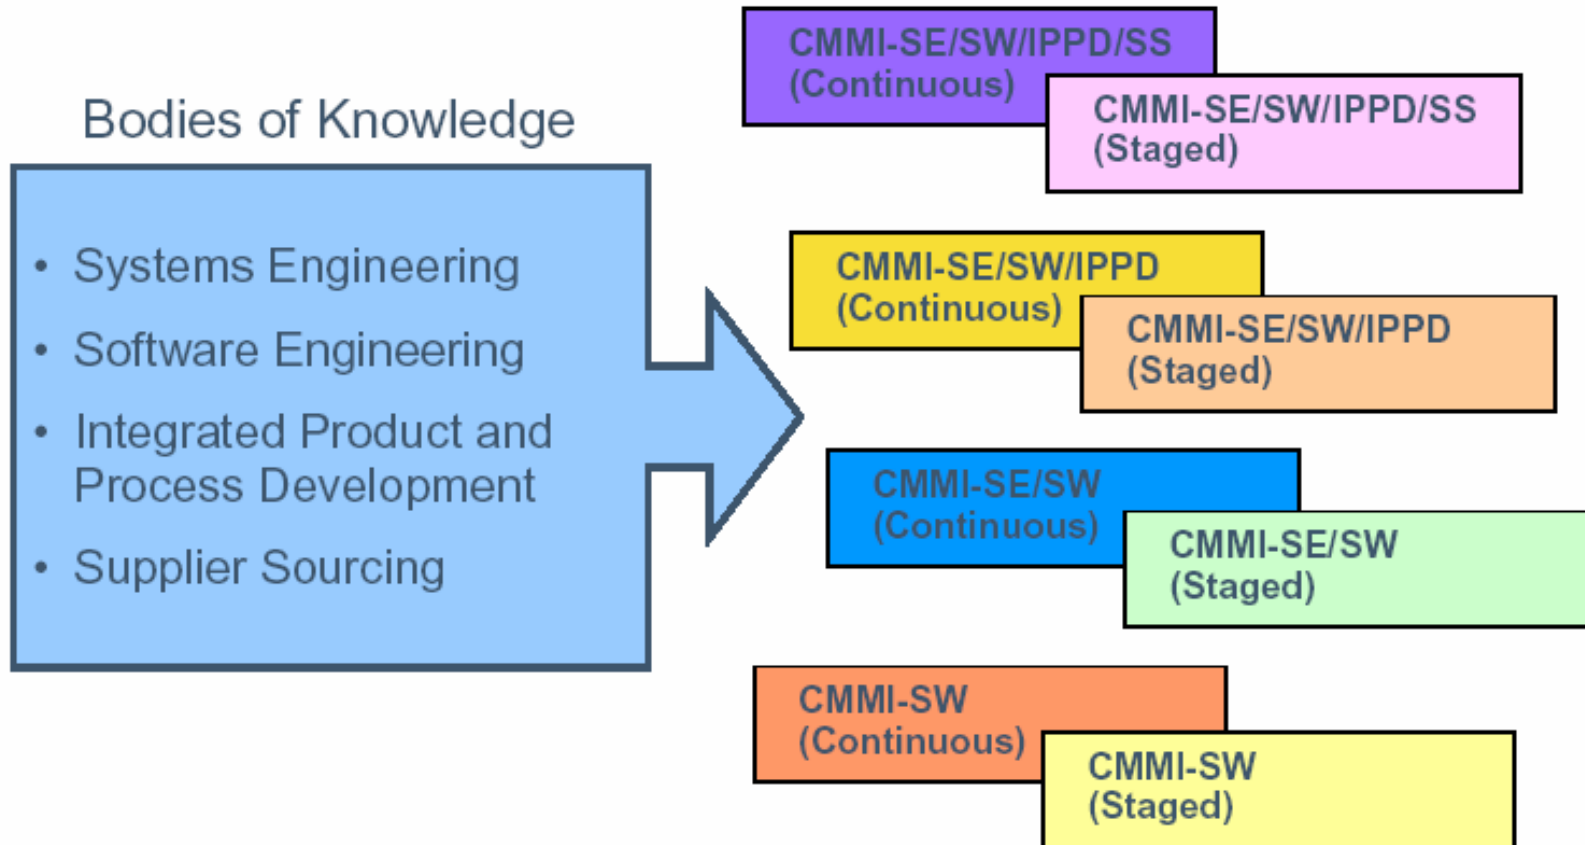 Bodies of Knowledge
• Systems Engineering
• Software Engineering
• Integrated Product and
Process Development
• Supplier Sourcing
CMMI-SE/SW/IPPD/SS
(Continuous)
CMMI-SE/SW/IPPD/SS
(Staged)
CMMI-SE/SW/IPPD
(Continuous)
CMMI-SE/SW/IPPD
(Staged)
CMMI-SE/SW
(Continuous)
CMMI-SE/SW
(Staged)
CMMI-SW
(Continuous)
CMMI-SW
(Staged)